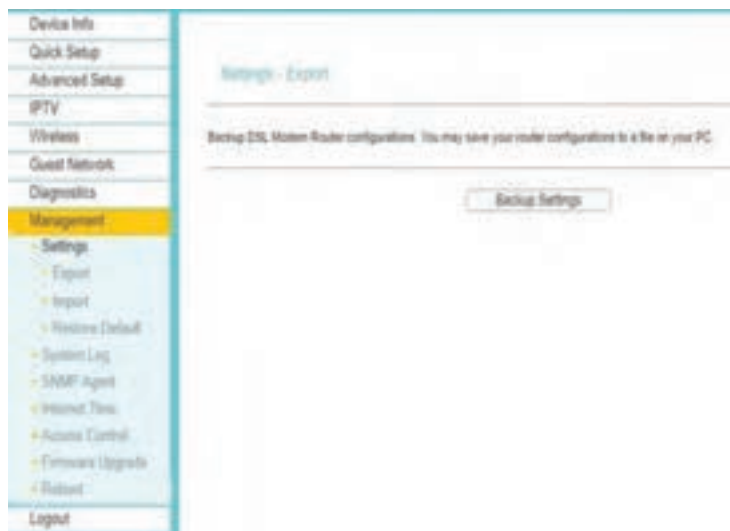 Device Info
Quick Setup
Advanced Setup
IPTV
Wireless
Guest Network
Diagnostics
Management
- Settings
- Export
- Import
- Restore Default
- System Log
- SNMP Agent
- Internet Time
- Access Control
- Firmware Upgrade
- Reboot
Logout
Settings - Export
Backup DSL Modem Router configurations. You may save your router configurations to a file on your PC.
Backup Settings